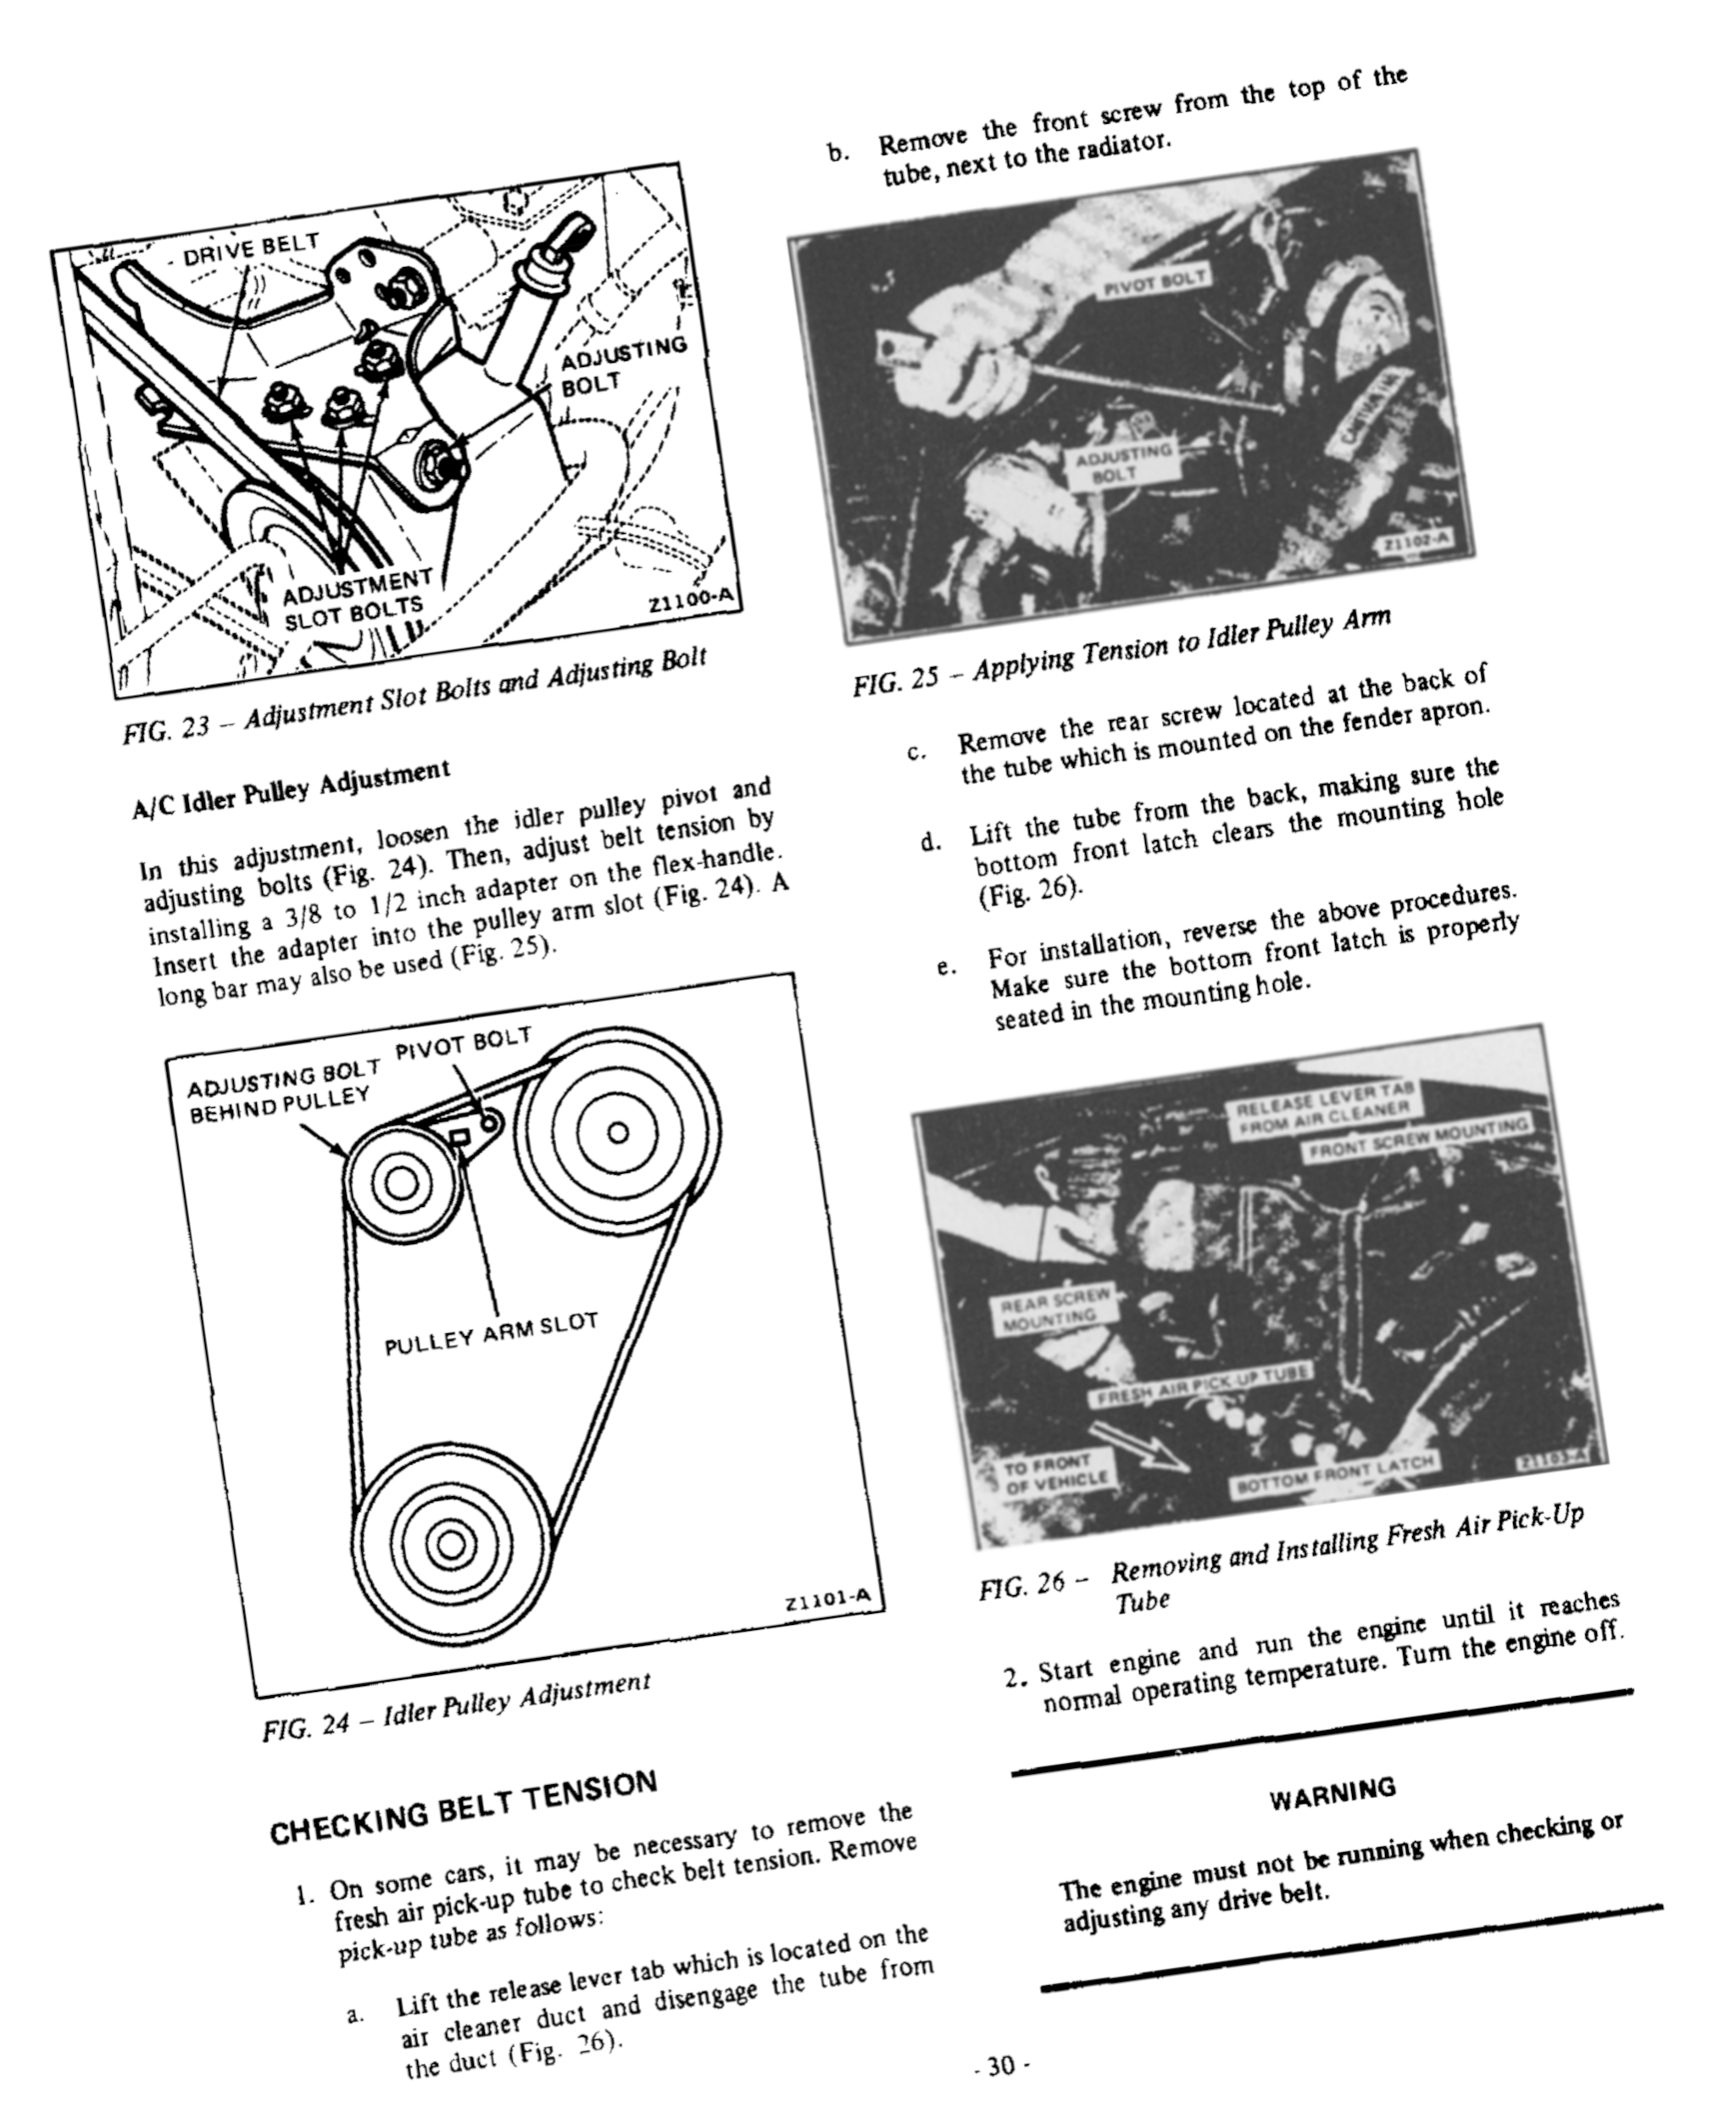 DRIVE BELT
ADJUSTING
BOLT
ADJUSTMENT
SLOT BOLTS
Z1100-A
FIG. 23 – Adjustment Slot Bolts and Adjusting Bolt
A/C Idler Pulley Adjustment
In this adjustment, loosen the idler pulley pivot and
adjusting bolts (Fig. 24). Then, adjust belt tension by
installing a 3/8 to 1/2 inch adapter on the flex-handle.
Insert the adapter into the pulley arm slot (Fig. 24). A
long bar may also be used (Fig. 25).
PIVOT BOLT
ADJUSTING BOLT
BEHIND PULLEY
PULLEY ARM SLOT
Z1101-A
FIG. 24 – Idler Pulley Adjustment
CHECKING BELT TENSION
1. On some cars, it may be necessary to remove the
fresh air pick-up tube to check belt tension. Remove
pick-up tube as follows:
a. Lift the release lever tab which is located on the
air cleaner duct and disengage the tube from
the duct (Fig. 26).
b. Remove the front screw from the top of the
tube, next to the radiator.
PIVOT BOLT
ADJUSTING
BOLT
Z1102-A
FIG. 25 – Applying Tension to Idler Pulley Arm
c. Remove the rear screw located at the back of
the tube which is mounted on the fender apron.
d. Lift the tube from the back, making sure the
bottom front latch clears the mounting hole
(Fig. 26).
e. For installation, reverse the above procedures.
Make sure the bottom front latch is properly
seated in the mounting hole.
RELEASE LEVER TAB
FROM AIR CLEANER
FRONT SCREW MOUNTING
REAR SCREW
MOUNTING
FRESH AIR PICK-UP TUBE
TO FRONT
OF VEHICLE
BOTTOM FRONT LATCH
Z1103-A
FIG. 26 – Removing and Installing Fresh Air Pick-Up
Tube
2. Start engine and run the engine until it reaches
normal operating temperature. Turn the engine off.
WARNING
The engine must not be running when checking or
adjusting any drive belt.
- 30 -